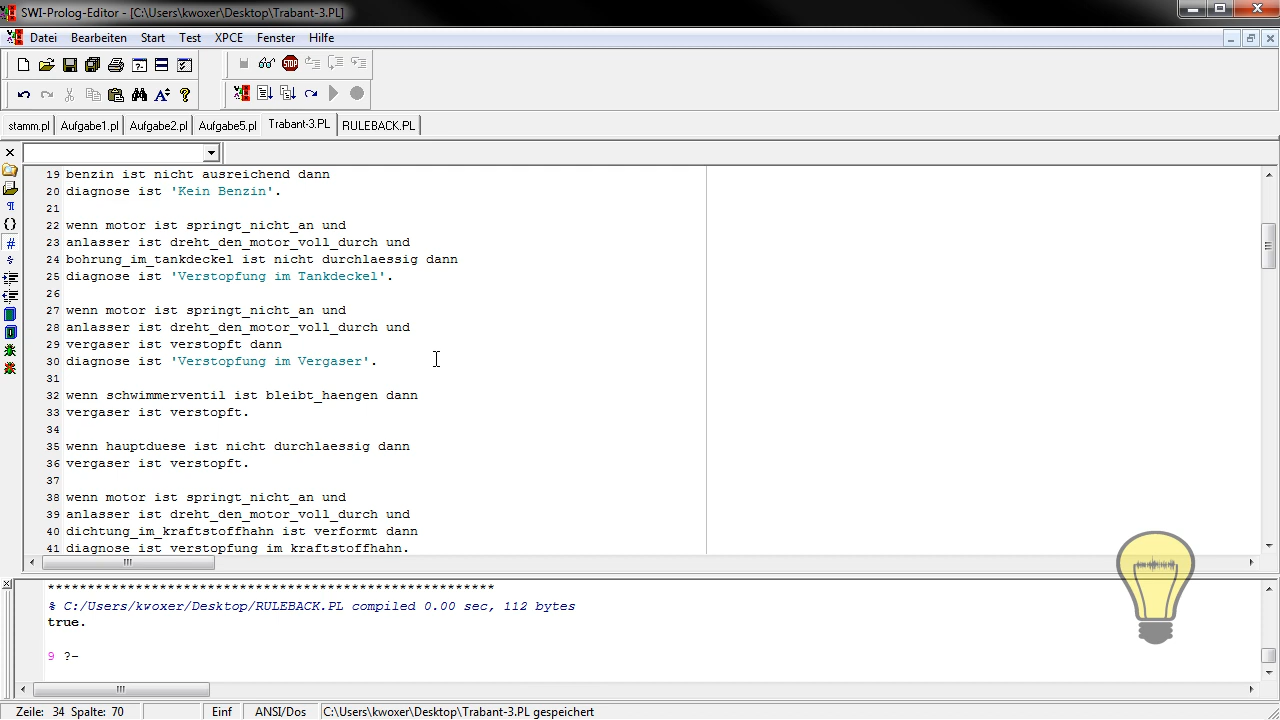 SWI-Prolog-Editor - [C:\Users\kwoxer\Desktop\Trabant-3.PL]
Datei Bearbeiten Start Test XPCE Fenster Hilfe
STOP
stamm.pl Aufgabe1.pl Aufgabe2.pl Aufgabe5.pl Trabant-3.PL RULEBACK.PL
19 benzin ist nicht ausreichend dann
20 diagnose ist 'Kein Benzin'.
21
22 wenn motor ist springt_nicht_an und
23 anlasser ist dreht_den_motor_voll_durch und
24 bohrung_im_tankdeckel ist nicht durchlaessig dann
25 diagnose ist 'Verstopfung im Tankdeckel'.
26
27 wenn motor ist springt_nicht_an und
28 anlasser ist dreht_den_motor_voll_durch und
29 vergaser ist verstopft dann
30 diagnose ist 'Verstopfung im Vergaser'.
31
32 wenn schwimmerventil ist bleibt_haengen dann
33 vergaser ist verstopft.
34
35 wenn hauptduese ist nicht durchlaessig dann
36 vergaser ist verstopft.
37
38 wenn motor ist springt_nicht_an und
39 anlasser ist dreht_den_motor_voll_durch und
40 dichtung_im_kraftstoffhahn ist verformt dann
41 diagnose ist verstopfung_im_kraftstoffhahn.
********************************************************
% C:/Users/kwoxer/Desktop/RULEBACK.PL compiled 0.00 sec, 112 bytes
true.
9 ?-
Zeile: 34 Spalte: 70 Einf ANSI/Dos C:\Users\kwoxer\Desktop\Trabant-3.PL gespeichert